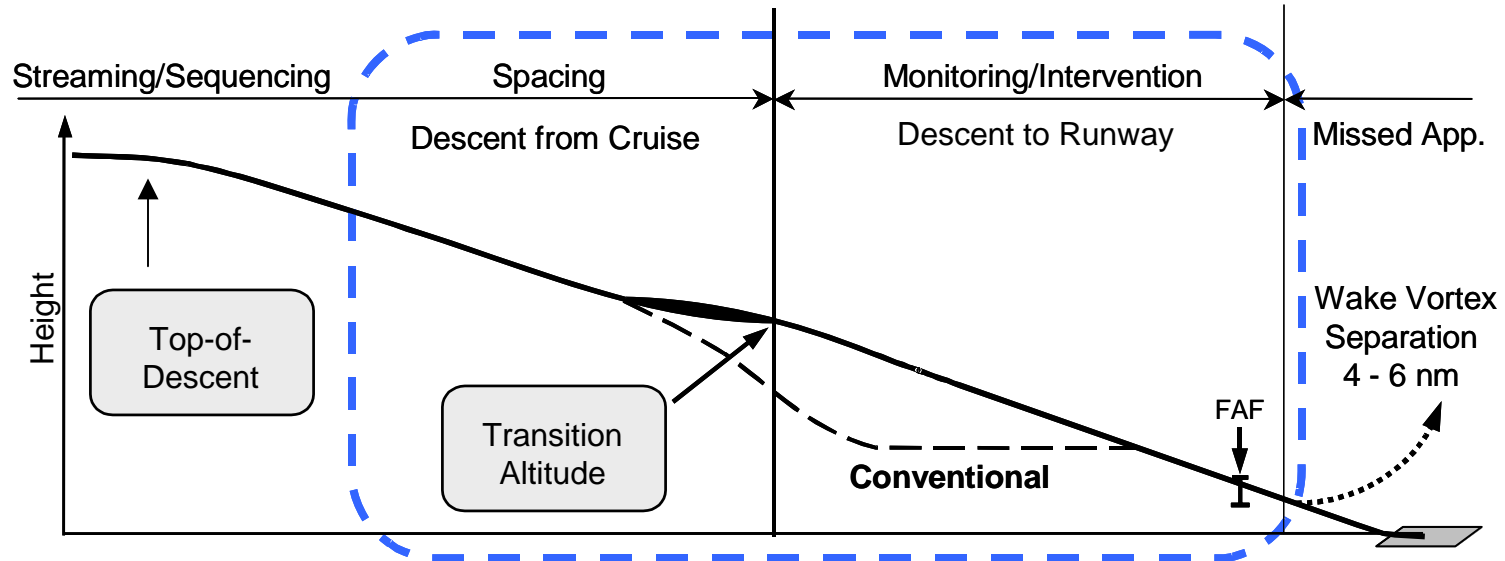 Streaming/Sequencing
Spacing
Monitoring/Intervention
Descent from Cruise
Descent to Runway
Missed App.
Height
Top-of-
Descent
Transition
Altitude
Conventional
FAF
Wake Vortex
Separation
4 - 6 nm